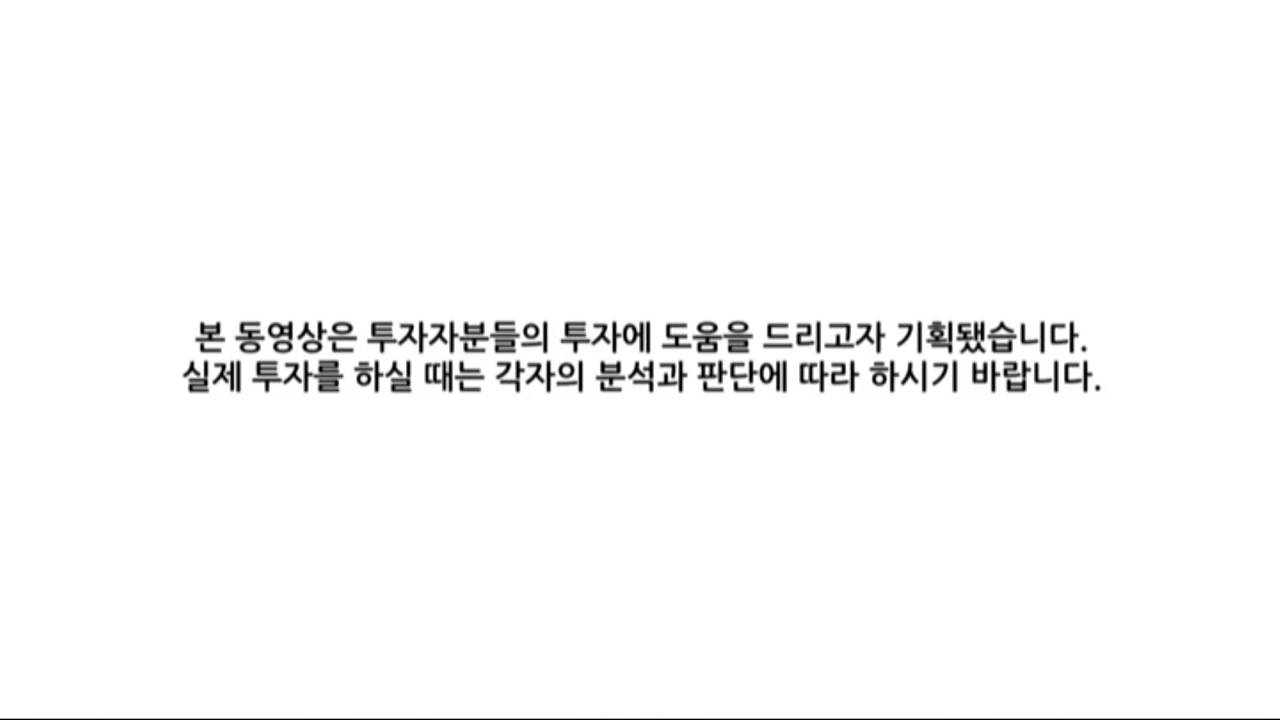 본 동영상은 투자자분들의 투자에 도움을 드리고자 기획됐습니다.
실제 투자를 하실 때는 각자의 분석과 판단에 따라 하시기 바랍니다.